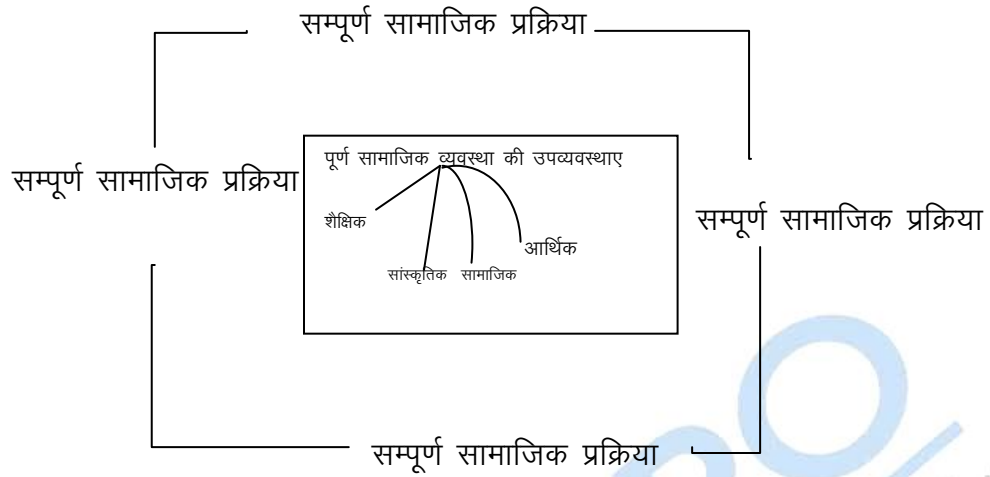 सम्पूर्ण सामाजिक प्रक्रिया
पूर्ण सामाजिक व्यवस्था की उपव्यवस्थाए
सम्पूर्ण सामाजिक प्रक्रिया
सम्पूर्ण सामाजिक प्रक्रिया
शैक्षिक
आर्थिक
सांस्कृतिक सामाजिक
सम्पूर्ण सामाजिक प्रक्रिया